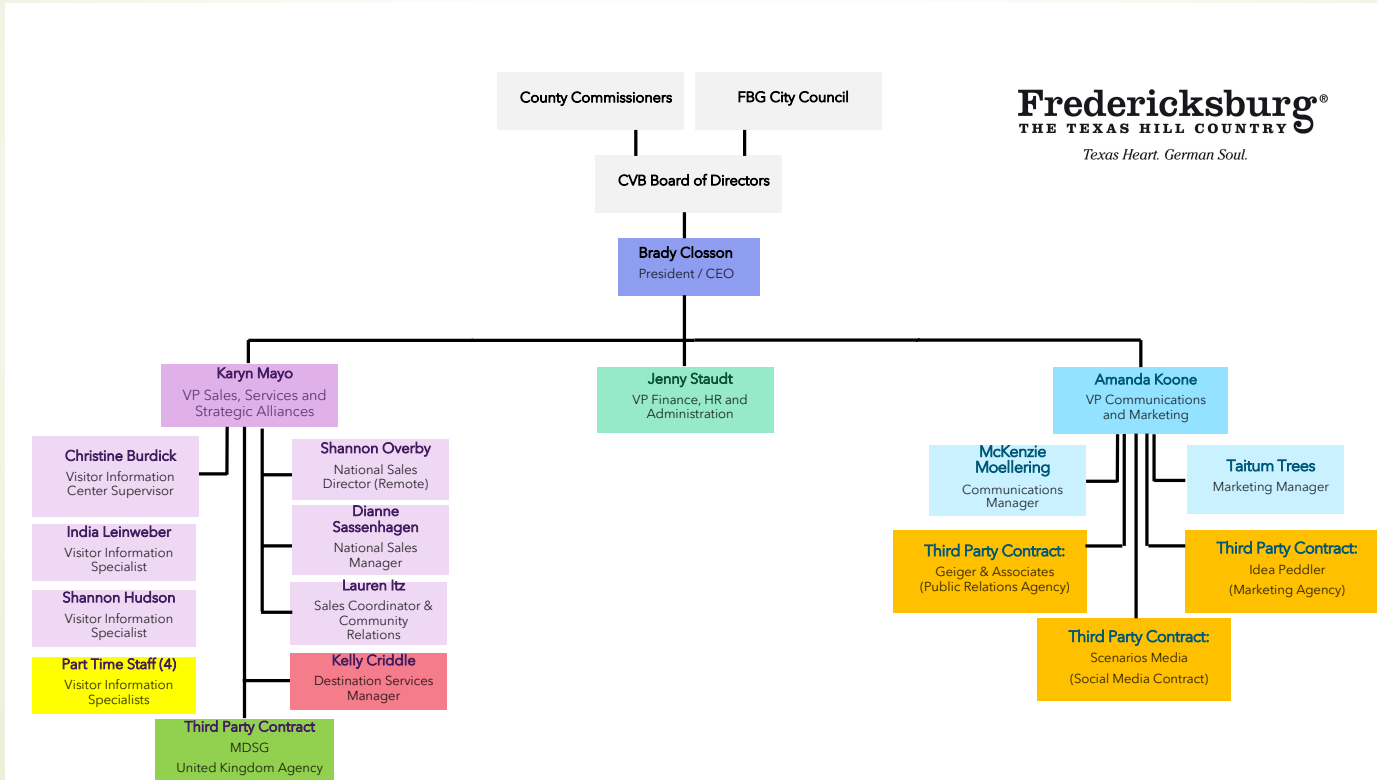 County Commissioners
FBG City Council
Fredericksburg®
THE TEXAS HILL COUNTRY
Texas Heart. German Soul.
CVB Board of Directors
Brady Closson
President / CEO
Karyn Mayo
VP Sales, Services and
Strategic Alliances
Jenny Staudt
VP Finance, HR and
Administration
Amanda Koone
VP Communications
and Marketing
Christine Burdick
Visitor Information
Center Supervisor
India Leinweber
Visitor Information
Specialist
Shannon Hudson
Visitor Information
Specialist
Part Time Staff (4)
Visitor Information
Specialists
Shannon Overby
National Sales
Director (Remote)
Dianne
Sassenhagen
National Sales
Manager
Lauren Itz
Sales Coordinator &
Community
Relations
Kelly Criddle
Destination Services
Manager
Third Party Contract
MDSG
United Kingdom Agency
McKenzie
Moellering
Communications
Manager
Taitum Trees
Marketing Manager
Third Party Contract:
Geiger & Associates
(Public Relations Agency)
Third Party Contract:
Idea Peddler
(Marketing Agency)
Third Party Contract:
Scenarios Media
(Social Media Contract)